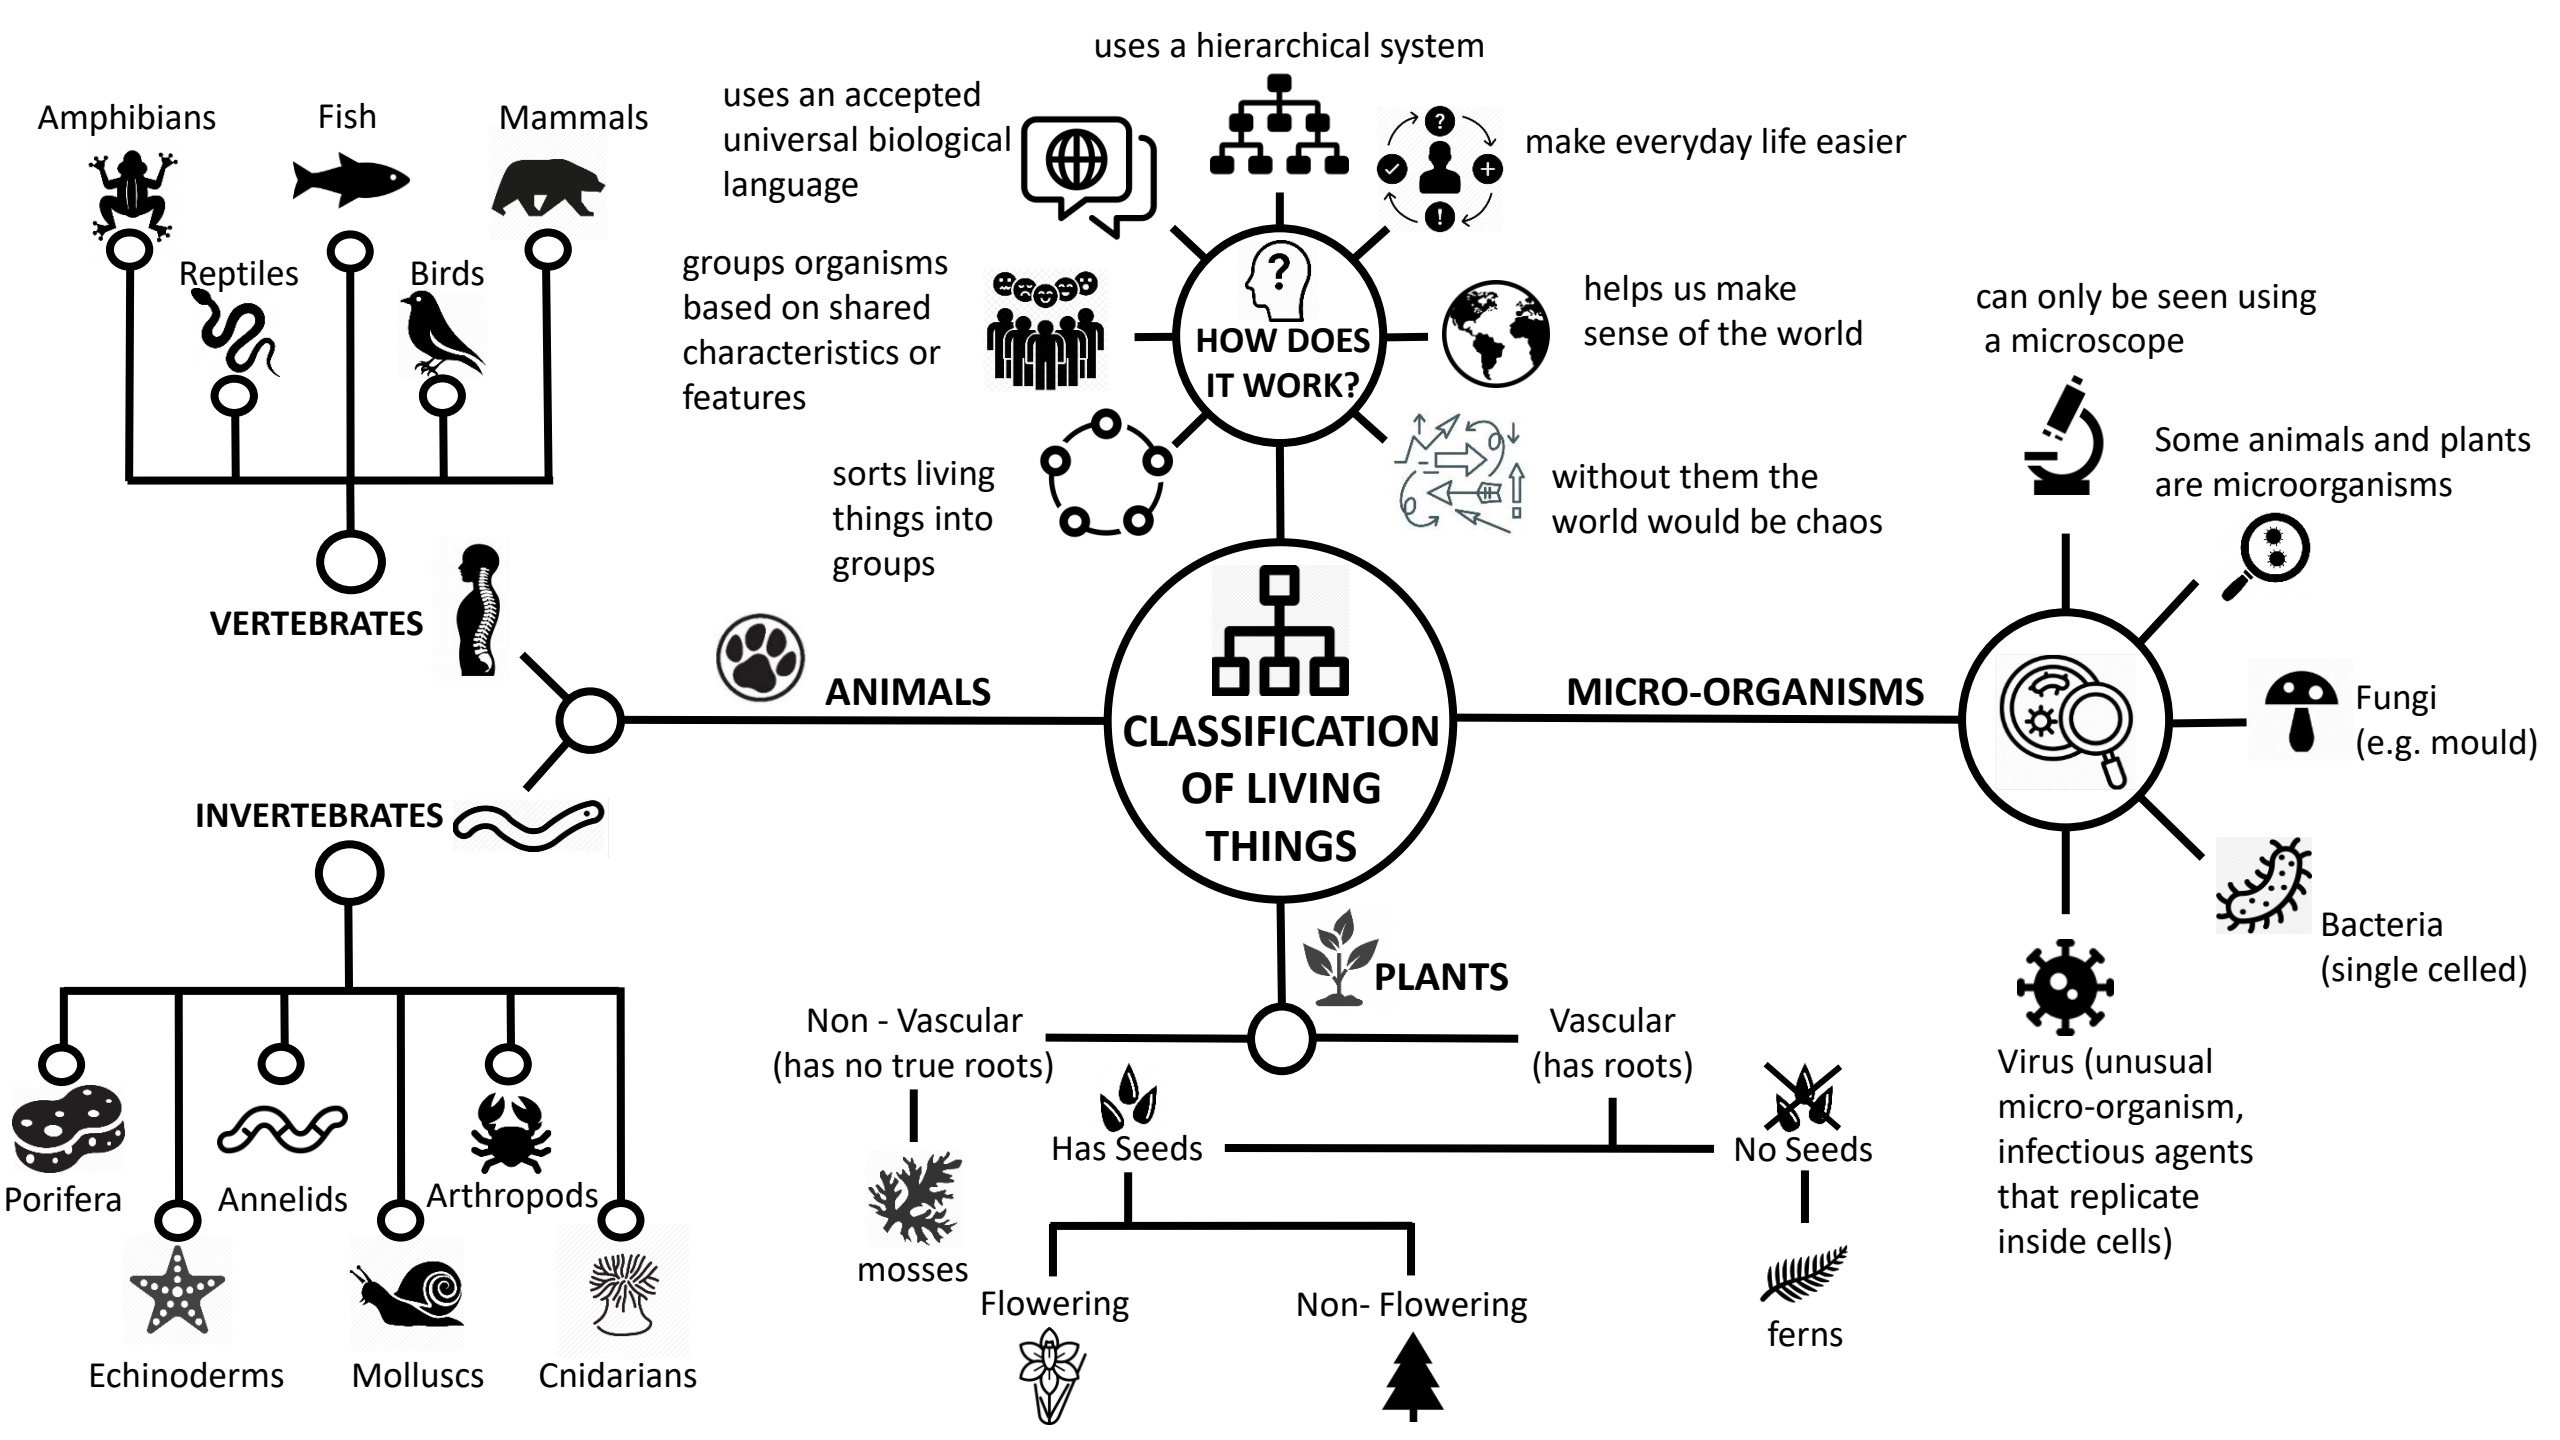 uses a hierarchical system
uses an accepted
universal biological
language
make everyday life easier
groups organisms
based on shared
characteristics or
features
?
HOW DOES
IT WORK?
helps us make
sense of the world
sorts living
things into
groups
without them the
world would be chaos
Amphibians
Fish
Mammals
Reptiles
Birds
VERTEBRATES
ANIMALS
INVERTEBRATES
Porifera
Annelids
Arthropods
Echinoderms
Molluscs
Cnidarians
CLASSIFICATION
OF LIVING
THINGS
MICRO-ORGANISMS
can only be seen using
a microscope
Some animals and plants
are microorganisms
Fungi
(e.g. mould)
Bacteria
(single celled)
Virus (unusual
micro-organism,
infectious agents
that replicate
inside cells)
PLANTS
Non - Vascular
(has no true roots)
Vascular
(has roots)
Has Seeds
No Seeds
mosses
Flowering
Non- Flowering
ferns